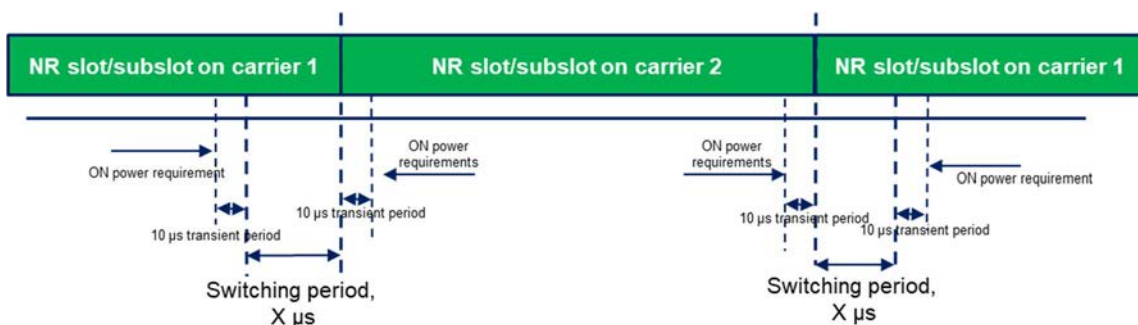 NR slot/subslot on carrier 1
NR slot/subslot on carrier 2
NR slot/subslot on carrier 1
ON power requirement
ON power
requirements
ON power
requirements
ON power requirement
10 µs transient period
10 µs transient period
10 µs transient period
10 µs transient period
Switching period,
X µs
Switching period,
X µs